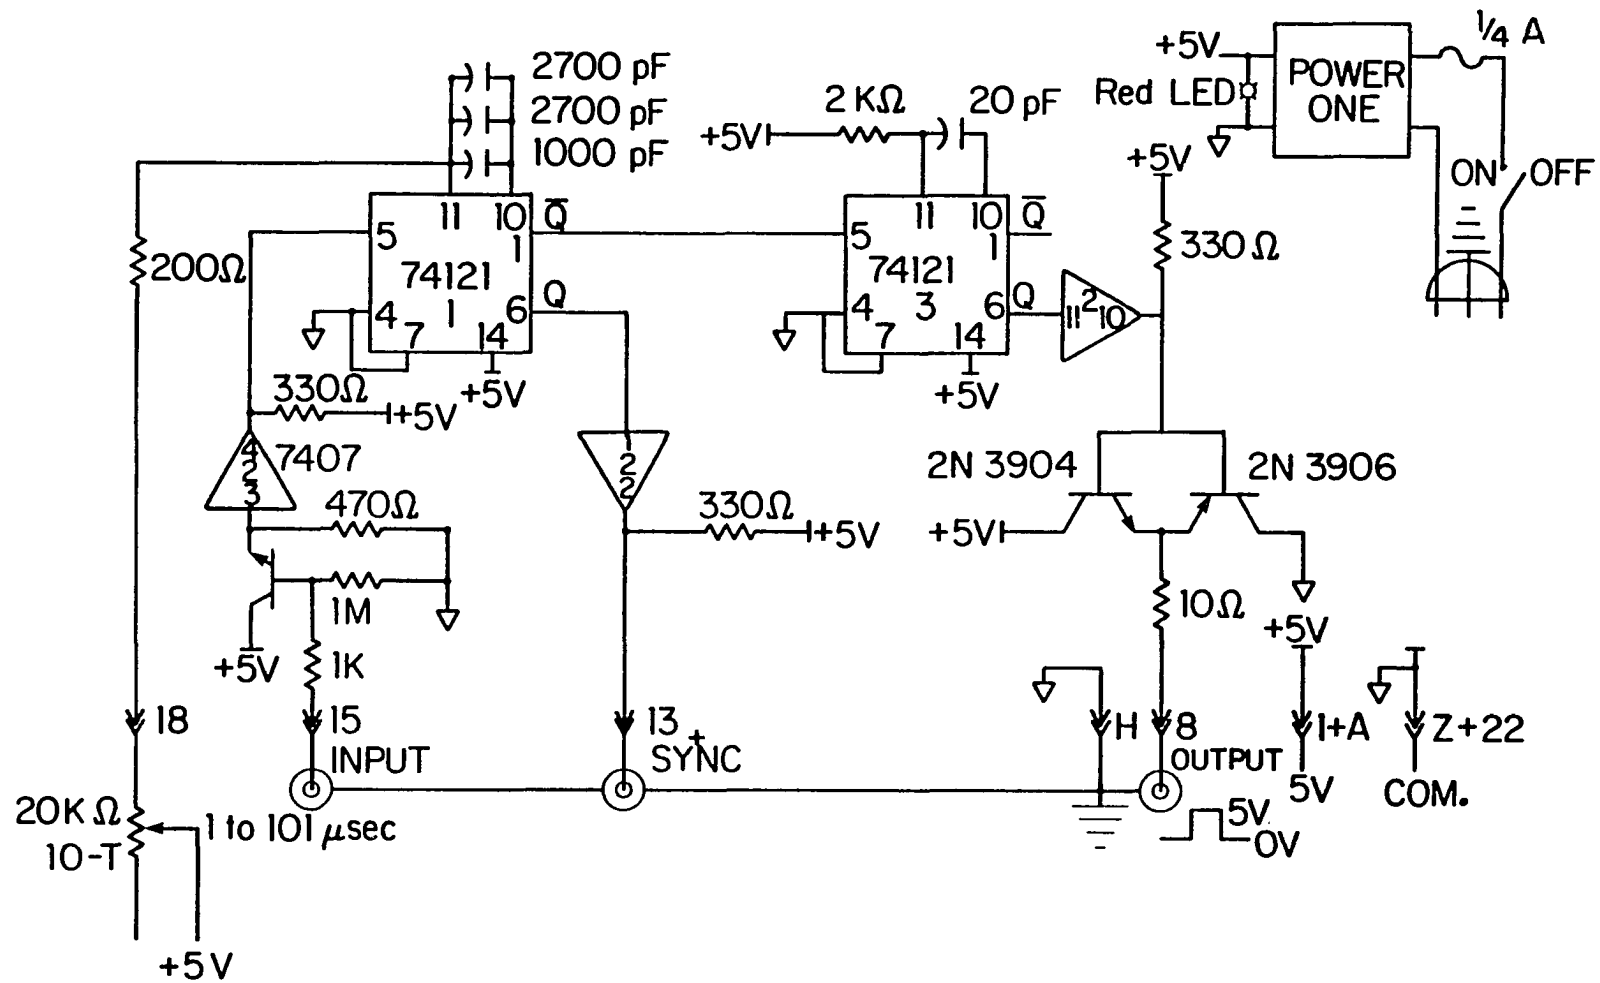 2700 pF
2700 pF
1000 pF
200Ω
11 10 Q̅
5 1
74121
1
4 6 Q
7 14
+5V
330Ω
+5V
4
2
3
7407
470Ω
1M
1K
+5V
18
15
INPUT
20K Ω
10-T
1 to 101 μsec
+5V
1
2
2
330Ω
+5V
13
+
SYNC
+5V
2 KΩ
20 pF
11 10 Q̅
5 1
74121
3
4 6 Q
7 14
+5V
11 2 10
+5V
330Ω
2N 3904
2N 3906
+5V
10Ω
H
8
OUTPUT
5V
0V
+5V
1+A
5V
Z+22
COM.
+5V
Red LED
POWER
ONE
1/4 A
ON
OFF